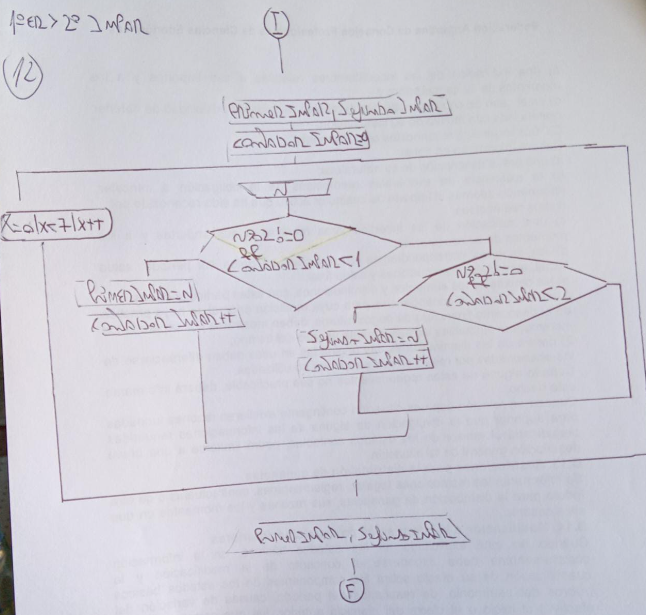 1º ER > 2º IMPAR
I
12
PRIMER IMPAR, SEGUNDO IMPAR
CONTADOR IMPAR=0
N
X=0|X<7|X++
N%2!=0
&&
CONTADOR IMPAR<1
N%2!=0
&&
CONTADOR IMPAR<2
PRIMER IMPAR=N
CONTADOR IMPAR++
SEGUNDO IMPAR=N
CONTADOR IMPAR++
PRIMER IMPAR, SEGUNDO IMPAR
F